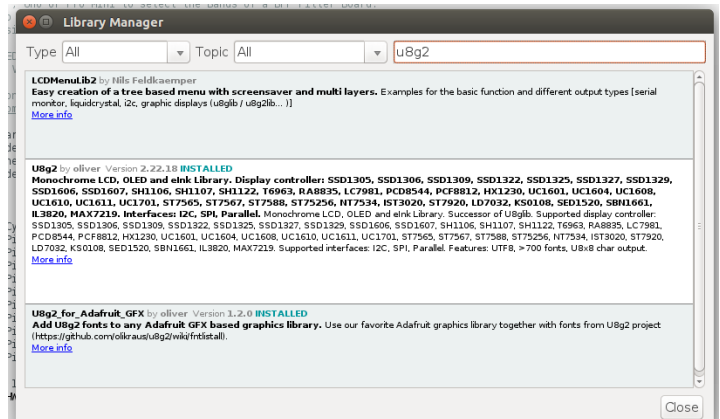 Library Manager
Type All Topic All u8g2
LCDMenuLib2 by Nils Feldkaemper
Easy creation of a tree based menu with screensaver and multi layers. Examples for the basic function and different output types [serial
monitor, liquidcrystal, i2c, graphic displays (u8glib / u8g2lib... )]
More info
U8g2 by oliver Version 2.22.18 INSTALLED
Monochrome LCD, OLED and eInk Library. Display controller: SSD1305, SSD1306, SSD1309, SSD1322, SSD1325, SSD1327, SSD1329,
SSD1606, SSD1607, SH1106, SH1107, SH1122, T6963, RA8835, LC7981, PCD8544, PCF8812, HX1230, UC1601, UC1604, UC1608,
UC1610, UC1611, UC1701, ST7565, ST7567, ST7588, ST75256, NT7534, IST3020, ST7920, LD7032, KS0108, SED1520, SBN1661,
IL3820, MAX7219. Interfaces: I2C, SPI, Parallel. Monochrome LCD, OLED and eInk Library. Successor of U8glib. Supported display controller:
SSD1305, SSD1306, SSD1309, SSD1322, SSD1325, SSD1327, SSD1329, SSD1606, SSD1607, SH1106, SH1107, SH1122, T6963, RA8835, LC7981,
PCD8544, PCF8812, HX1230, UC1601, UC1604, UC1608, UC1610, UC1611, UC1701, ST7565, ST7567, ST7588, ST75256, NT7534, IST3020, ST7920,
LD7032, KS0108, SED1520, SBN1661, IL3820, MAX7219. Supported interfaces: I2C, SPI, Parallel. Features: UTF8, >700 fonts, U8x8 char output.
More info
U8g2_for_Adafruit_GFX by oliver Version 1.2.0 INSTALLED
Add U8g2 fonts to any Adafruit GFX based graphics library. Use our favorite Adafruit graphics library together with fonts from U8g2 project
(https://github.com/olikraus/u8g2/wiki/fntlistall).
More info
Close